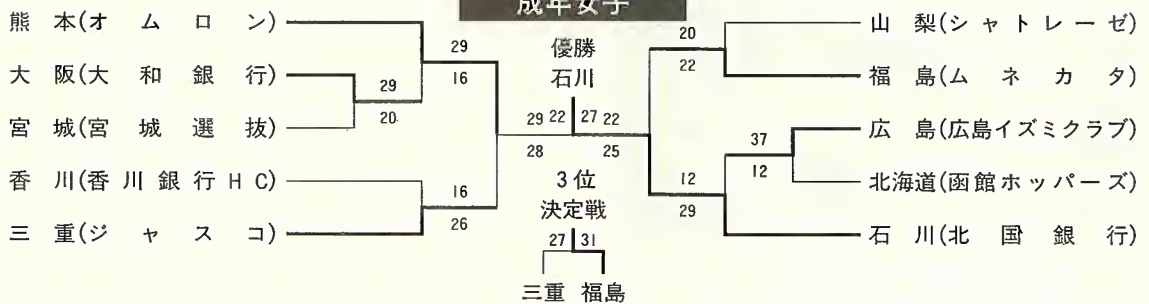 成年女子
熊本(オムロン)
大阪(大和銀行)
宮城(宮城選抜)
香川(香川銀行HC)
三重(ジャスコ)
29
16
29
20
16
26
優勝
石川
29 22 27 22
28 25
3位
決定戦
27 31
三重 福島
20
22
37
12
12
29
山梨(シャトレーゼ)
福島(ムネカタ)
広島(広島イズミクラブ)
北海道(函館ホッパーズ)
石川(北国銀行)